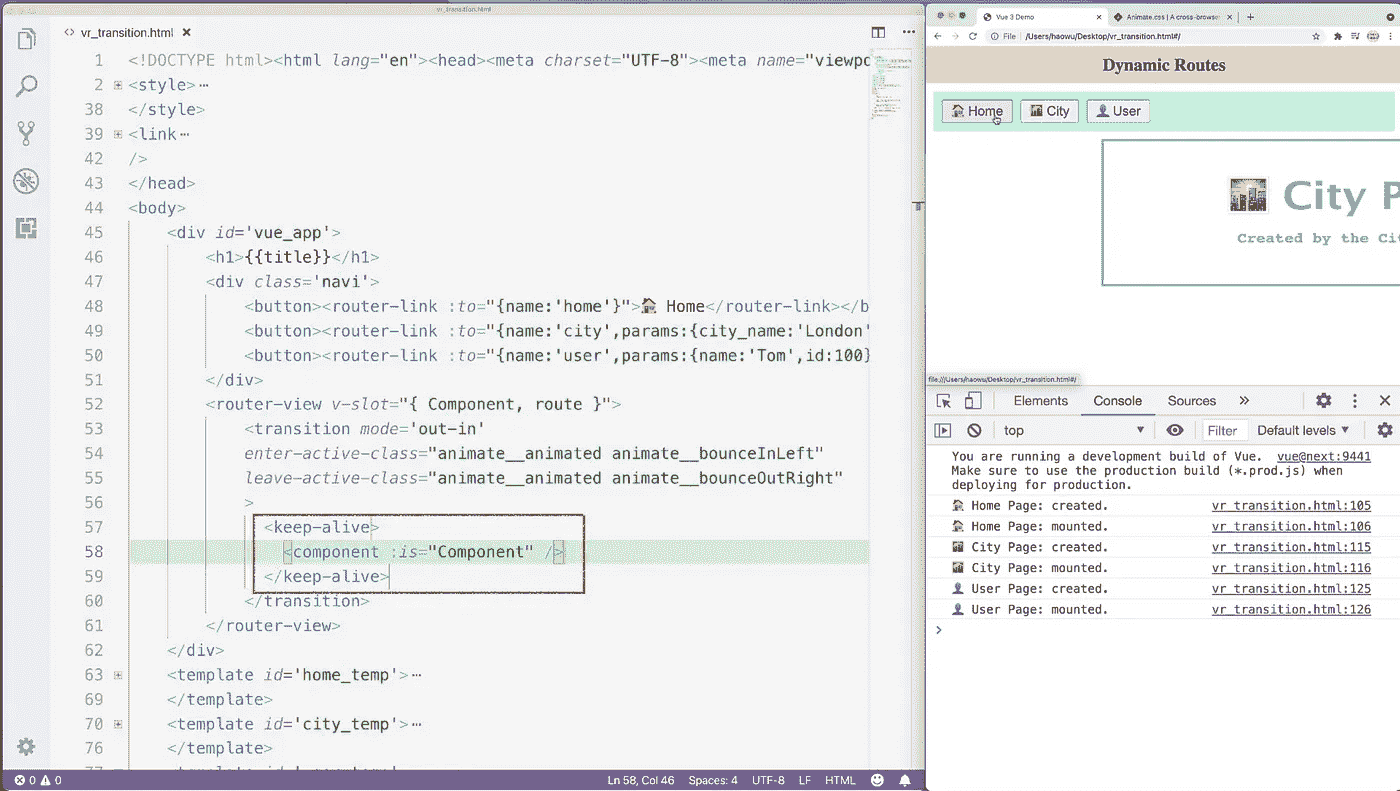 vr_transition.html
vr_transition.html
1 <!DOCTYPE html><html lang="en"><head><meta charset="UTF-8"><meta name="viewpo
2 <style>…
38 </style>
39 <link…
42 />
43 </head>
44 <body>
45 <div id='vue_app'>
46 <h1>{{title}}</h1>
47 <div class='navi'>
48 <button><router-link :to="{name:'home'}">🏠 Home</router-link></b
49 <button><router-link :to="{name:'city',params:{city_name:'London'
50 <button><router-link :to="{name:'user',params:{name:'Tom',id:100}
51 </div>
52 <router-view v-slot="{ Component, route }">
53 <transition mode='out-in'
54 enter-active-class="animate__animated animate__bounceInLeft"
55 leave-active-class="animate__animated animate__bounceOutRight"
56 >
57 <keep-alive>
58 <component :is="Component" />
59 </keep-alive>
60 </transition>
61 </router-view>
62 </div>
63 <template id='home_temp'>…
69 </template>
70 <template id='city_temp'>…
76 </template>
0 0
Ln 58, Col 46 Spaces: 4 UTF-8 LF HTML
Vue 3 Demo
Animate.css | A cross-browser
File /Users/haowu/Desktop/vr_transition.html#/
Dynamic Routes
🏠 Home
🏙 City
👤 User
City P
Created by the Cit
file:///Users/haowu/Desktop/vr_transition.html#/
Elements Console Sources »
top Filter Default levels
You are running a development build of Vue. vue@next:9441
Make sure to use the production build (*.prod.js) when
deploying for production.
🏠 Home Page: created. vr_transition.html:105
🏠 Home Page: mounted. vr_transition.html:106
🏙 City Page: created. vr_transition.html:115
🏙 City Page: mounted. vr_transition.html:116
👤 User Page: created. vr_transition.html:125
👤 User Page: mounted. vr_transition.html:126